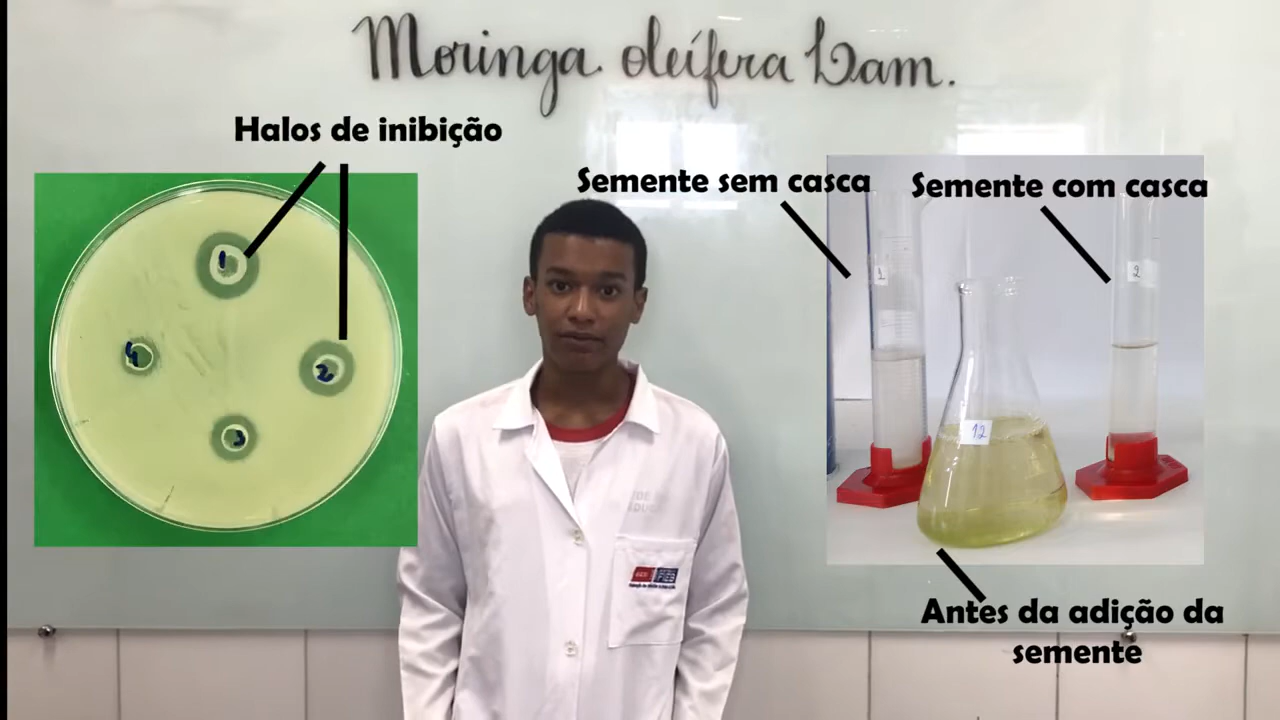 Moringa oleífera Lam.
Halos de inibição
Semente sem casca
Semente com casca
1
4
2
3
1
2
12
Antes da adição da
semente